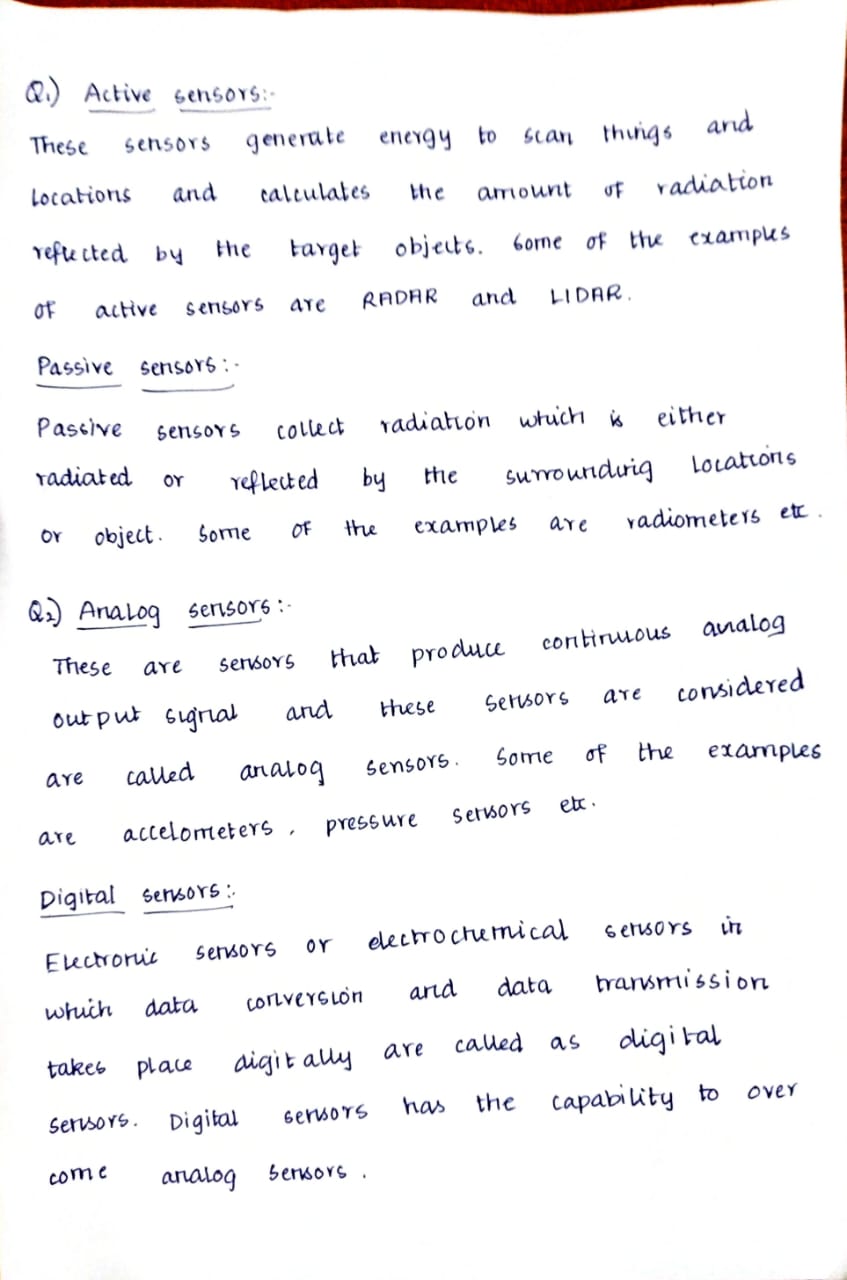 Q1) Active sensors:-
These sensors generate energy to scan things and
locations and calculates the amount of radiation
reflected by the target objects. Some of the examples
of active sensors are RADAR and LIDAR.
Passive sensors:-
Passive sensors collect radiation which is either
radiated or reflected by the surrounding locations
or object. Some of the examples are radiometers etc.
Q2) Analog sensors:-
These are sensors that produce continuous analog
output signal and these sensors are considered
are called analog sensors. Some of the examples
are accelometers, pressure sensors etc.
Digital sensors:-
Electronic sensors or electrochemical sensors in
which data conversion and data transmission
takes place digitally are called as digital
sensors. Digital sensors has the capability to over
come analog sensors.